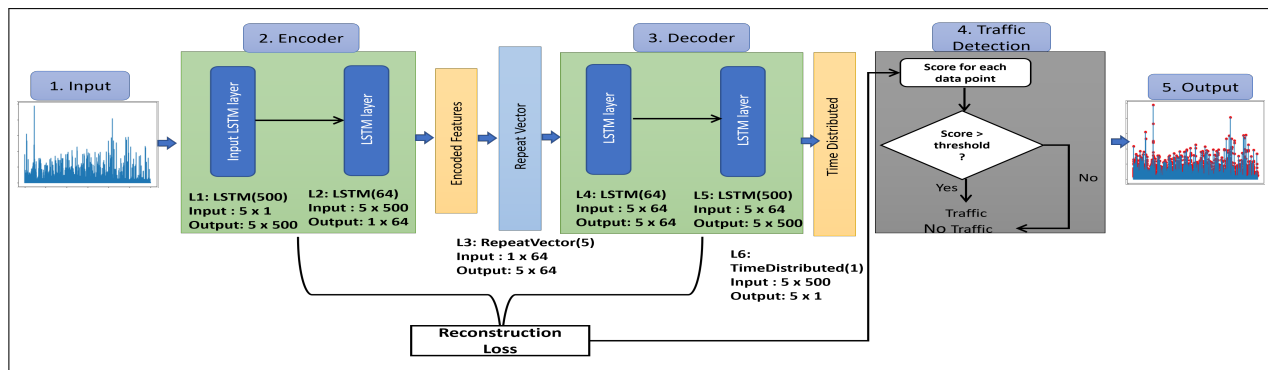 1. Input
2. Encoder
Input LSTM layer
LSTM layer
L1: LSTM(500)
Input : 5 x 1
Output: 5 x 500
L2: LSTM(64)
Input : 5 x 500
Output: 1 x 64
Encoded Features
Repeat Vector
L3: RepeatVector(5)
Input : 1 x 64
Output: 5 x 64
3. Decoder
LSTM layer
LSTM layer
L4: LSTM(64)
Input : 5 x 64
Output: 5 x 64
L5: LSTM(500)
Input : 5 x 64
Output: 5 x 500
Time Distributed
L6:
TimeDistributed(1)
Input : 5 x 500
Output: 5 x 1
Reconstruction
Loss
4. Traffic
Detection
Score for each
data point
Score >
threshold
?
Yes
No
Traffic
No Traffic
5. Output